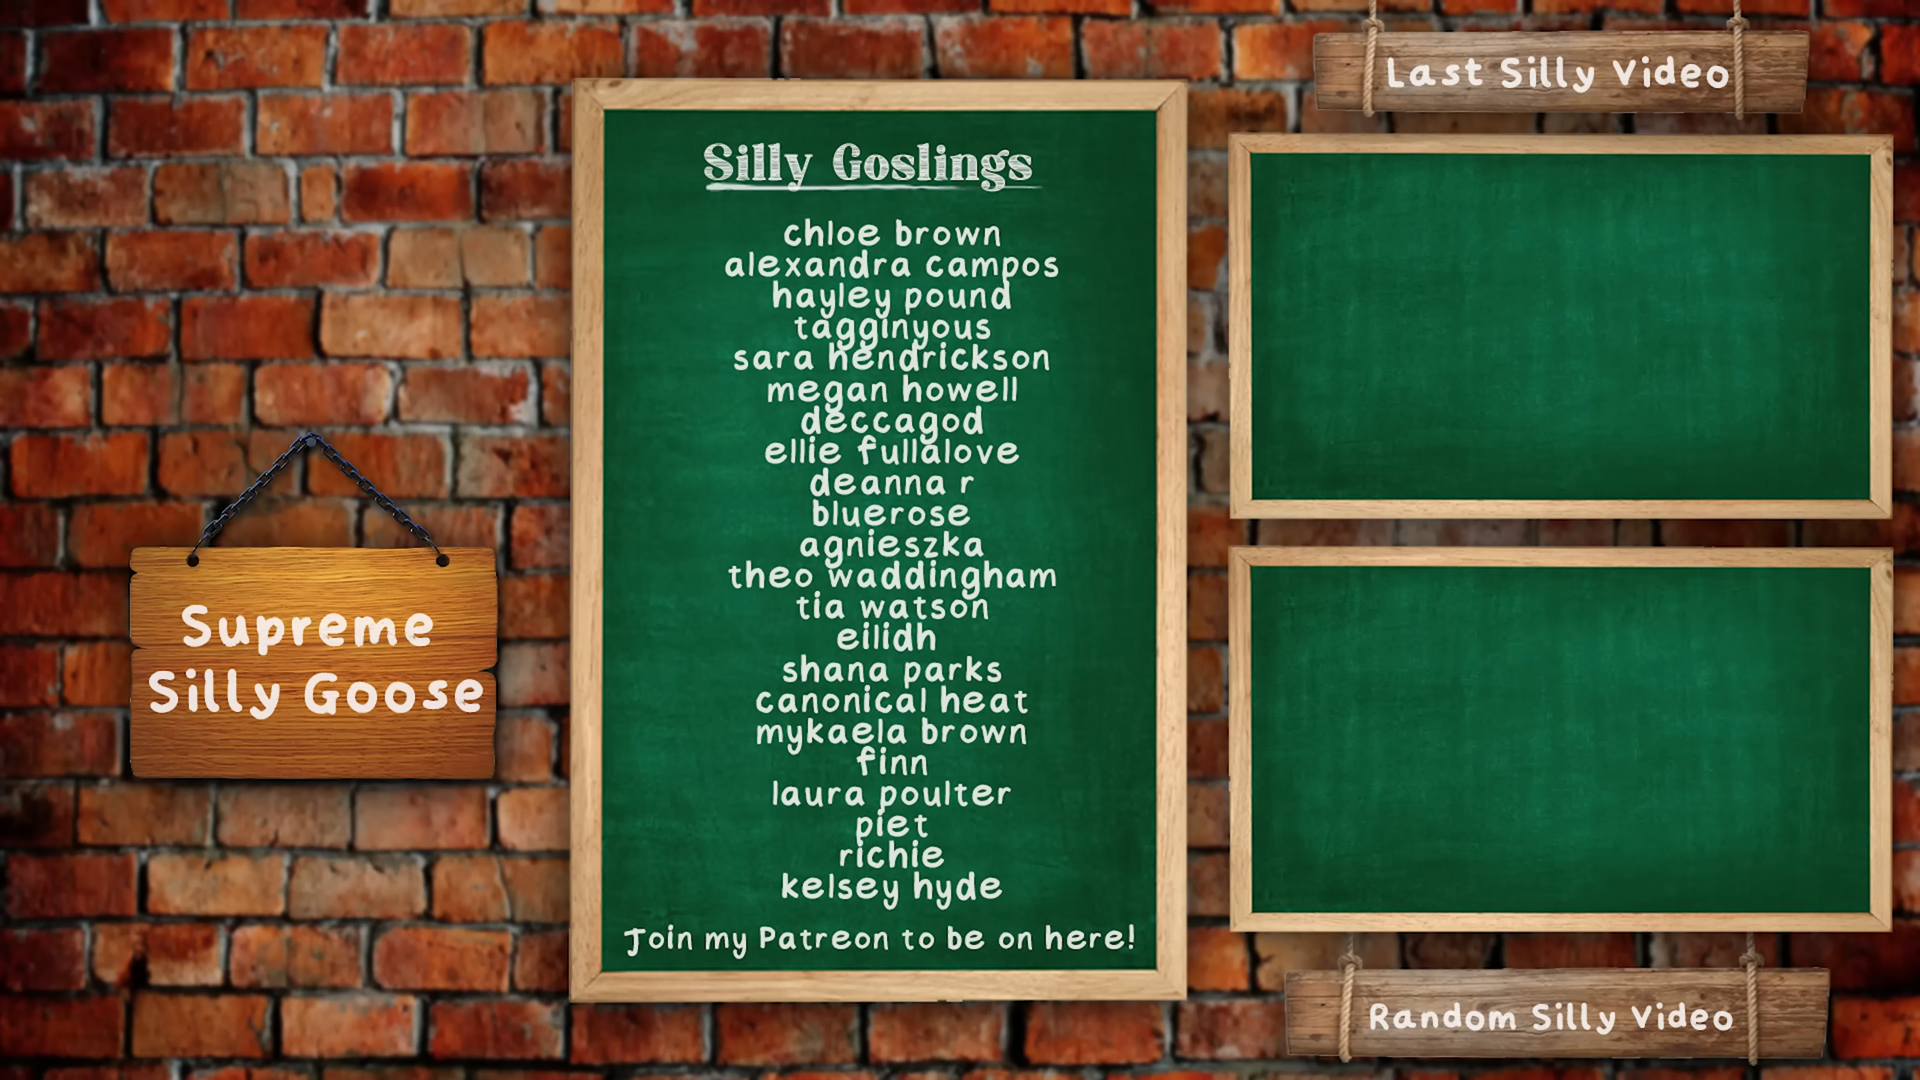 Supreme
Silly Goose
Silly Goslings
chloe brown
alexandra campos
hayley pound
tagginyous
sara hendrickson
megan howell
deccagod
ellie fullalove
deanna r
bluerose
agnieszka
theo waddingham
tia watson
eilidh
shana parks
canonical heat
mykaela brown
finn
laura poulter
piet
richie
kelsey hyde
Join my Patreon to be on here!
Last Silly Video
Random Silly Video